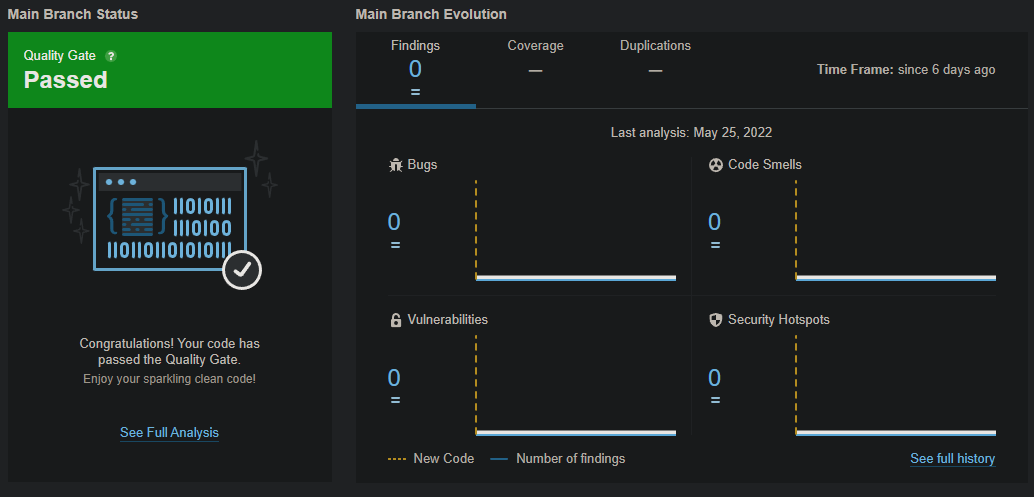 Main Branch Status
Quality Gate ?
Passed
{ } 11010111
1110100
110110110101011
Congratulations! Your code has
passed the Quality Gate.
Enjoy your sparkling clean code!
See Full Analysis
Main Branch Evolution
Findings
0
=
Coverage
—
Duplications
—
Time Frame: since 6 days ago
Last analysis: May 25, 2022
Bugs
0
=
Code Smells
0
=
Vulnerabilities
0
=
Security Hotspots
0
=
New Code
Number of findings
See full history